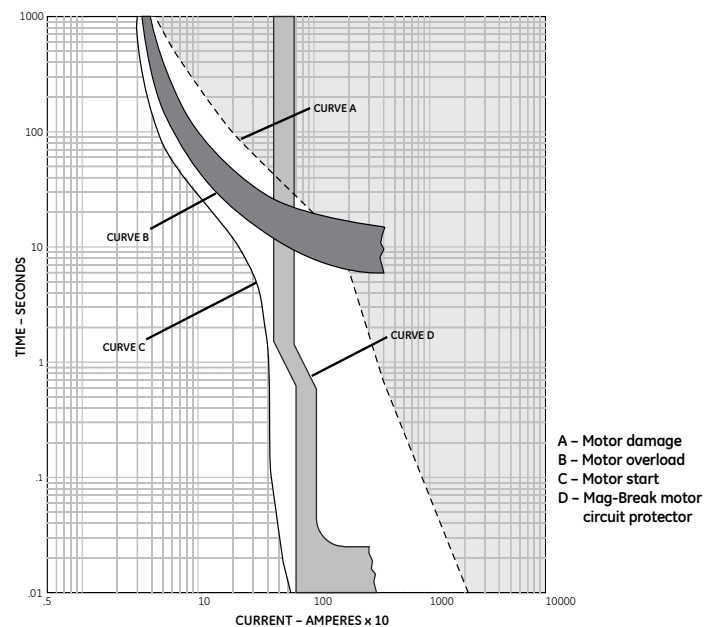 1000
100
10
1
.1
.01
TIME – SECONDS
CURVE A
CURVE B
CURVE C
CURVE D
.5
10
100
1000
10000
CURRENT – AMPERES x 10
A – Motor damage
B – Motor overload
C – Motor start
D – Mag-Break motor
circuit protector